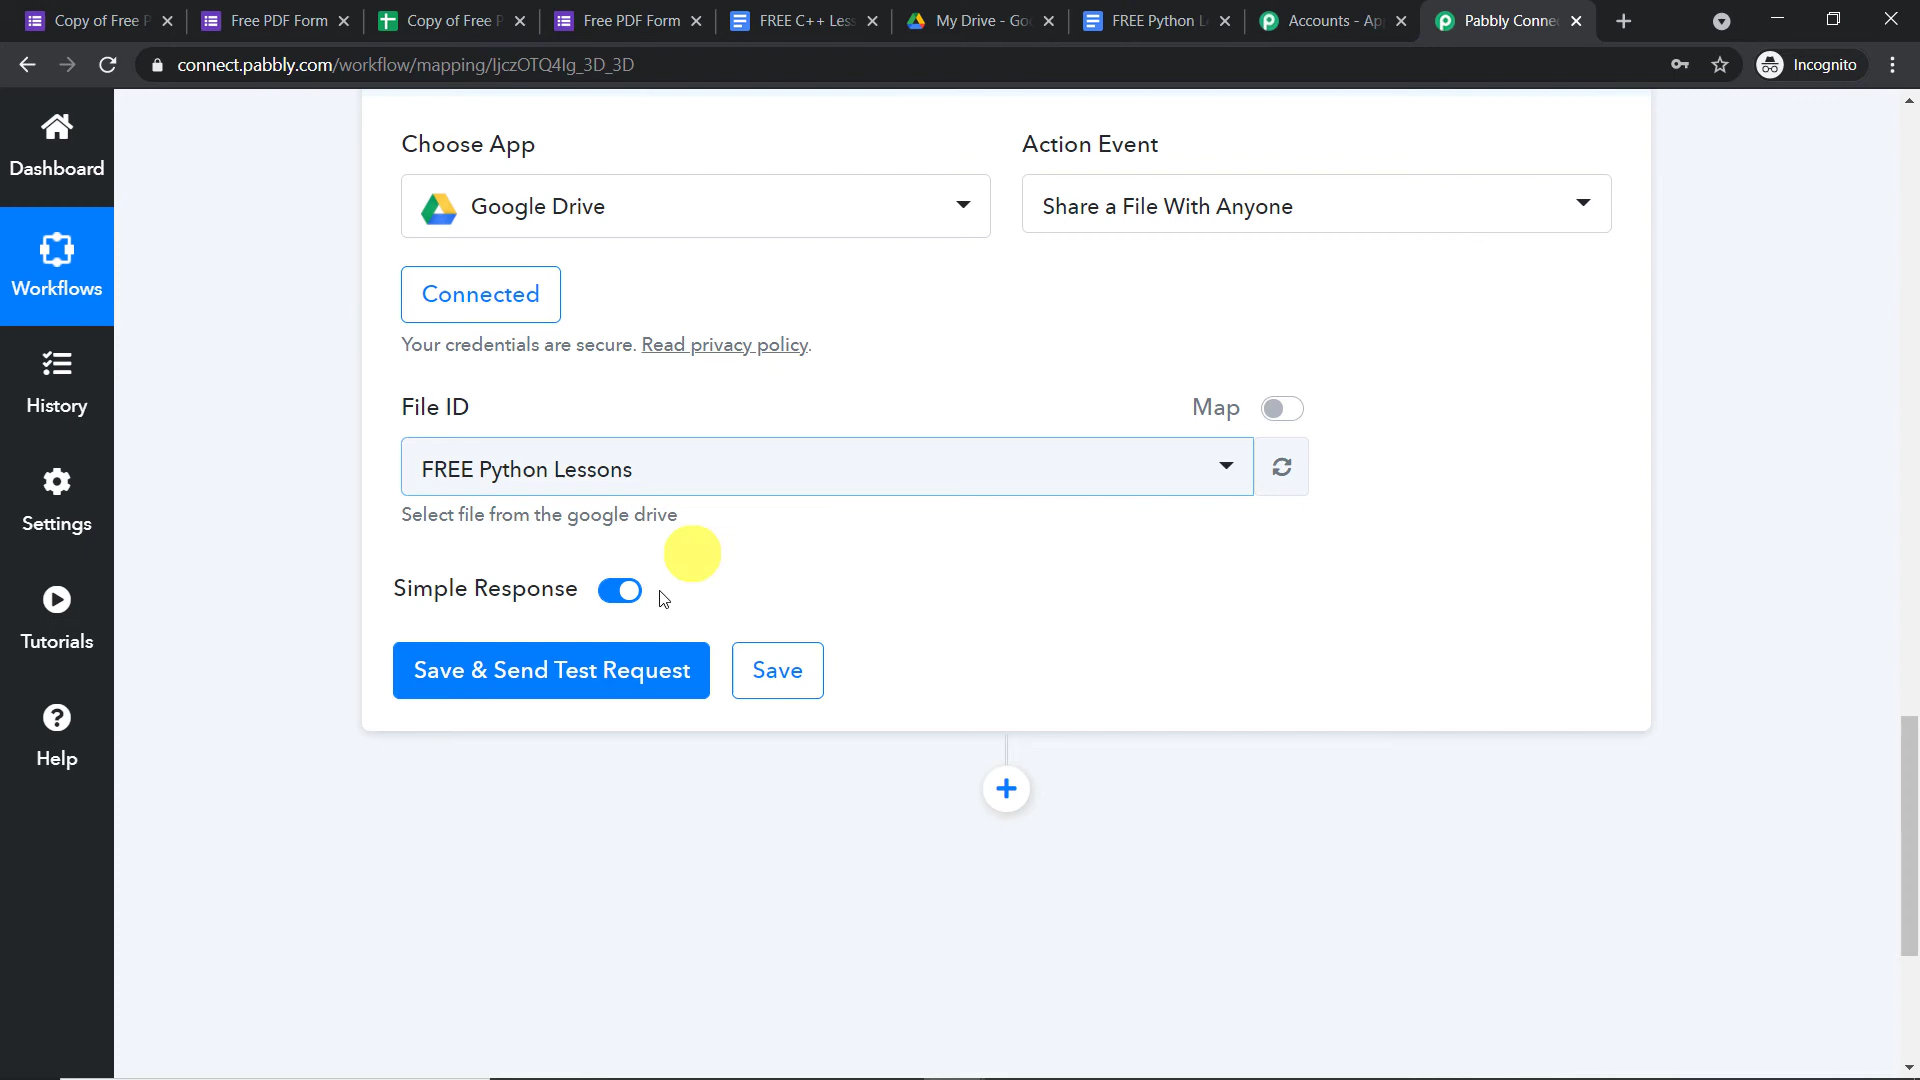 Copy of Free P
Free PDF Form
Copy of Free P
Free PDF Form
FREE C++ Less
My Drive - Goo
FREE Python L
Accounts - Ap
Pabbly Conne
connect.pabbly.com/workflow/mapping/IjczOTQ4Ig_3D_3D
Incognito
Dashboard
Workflows
History
Settings
Tutorials
Help
Choose App
Action Event
Google Drive
Share a File With Anyone
Connected
Your credentials are secure. Read privacy policy.
File ID
Map
FREE Python Lessons
Select file from the google drive
Simple Response
Save & Send Test Request
Save